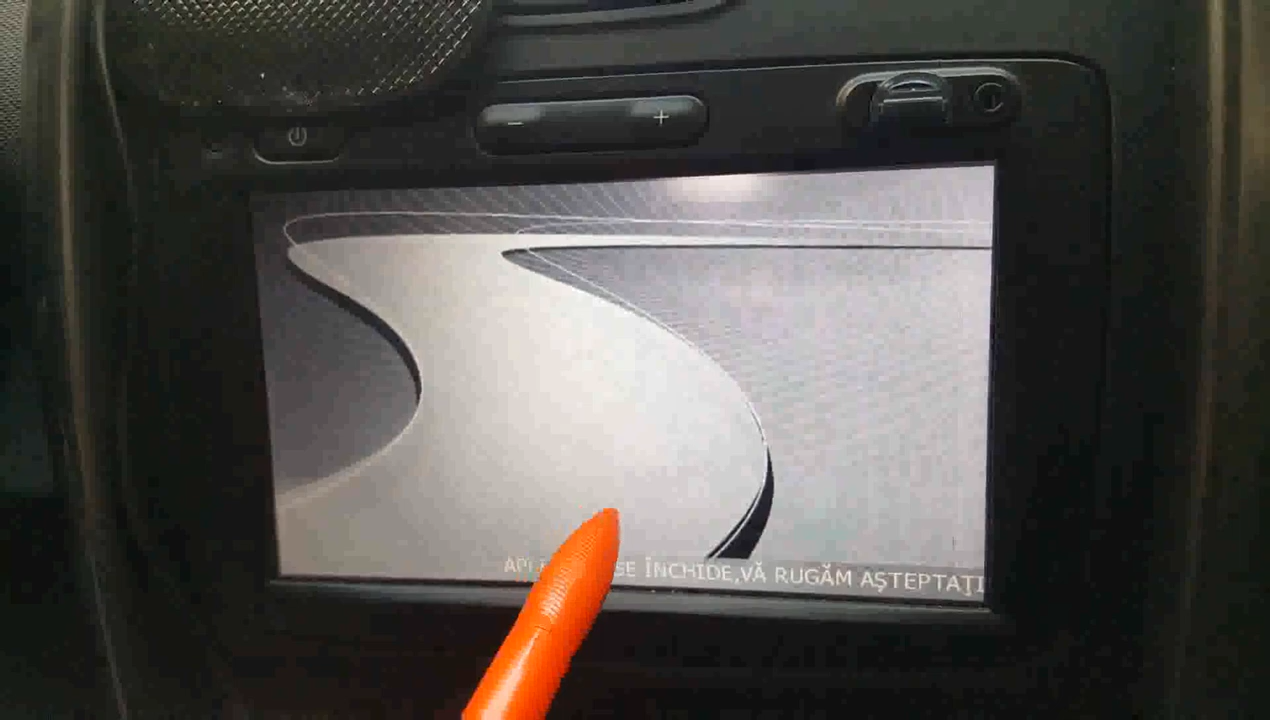 - +
SE ÎNCHIDE,VĂ RUGĂM AŞTEPTAŢI